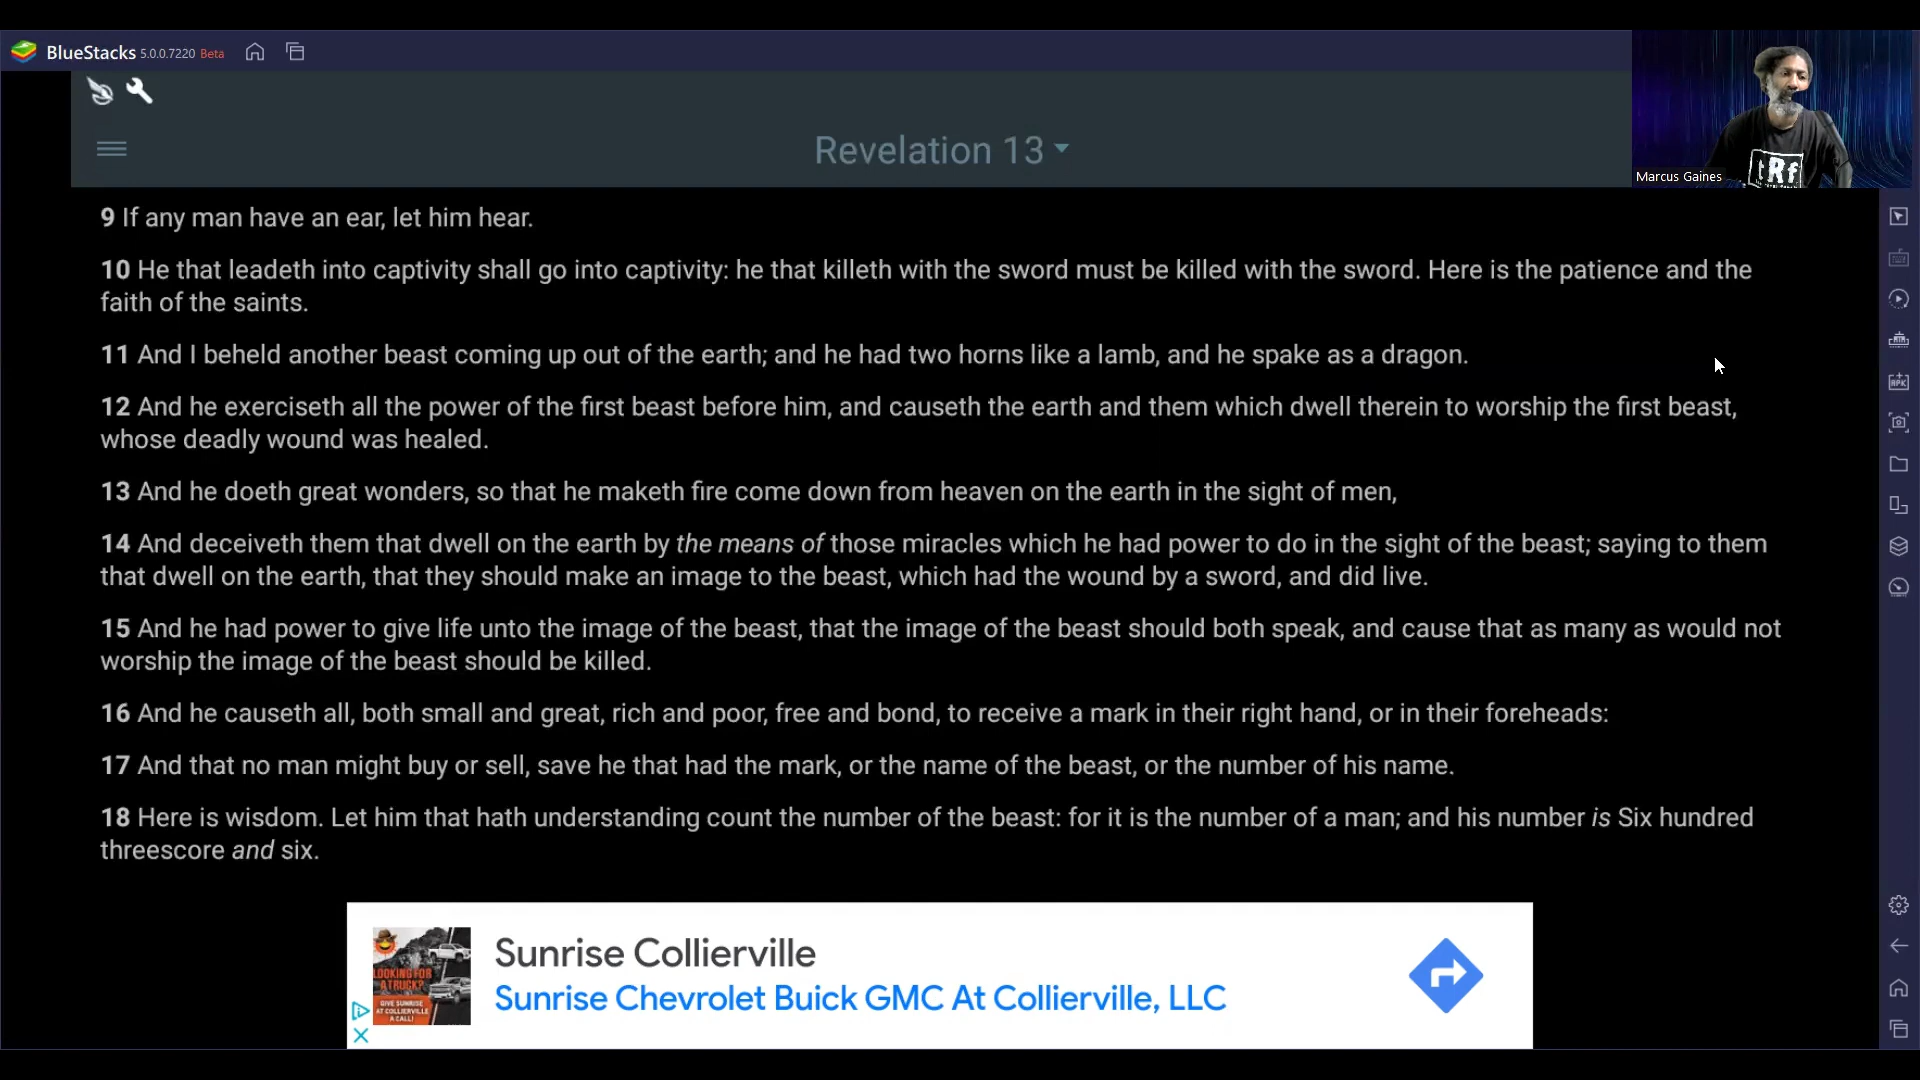 BlueStacks 5.0.0.7220 Beta
Revelation 13
Marcus Gaines
tRf
9 If any man have an ear, let him hear.
10 He that leadeth into captivity shall go into captivity: he that killeth with the sword must be killed with the sword. Here is the patience and the
faith of the saints.
11 And I beheld another beast coming up out of the earth; and he had two horns like a lamb, and he spake as a dragon.
12 And he exerciseth all the power of the first beast before him, and causeth the earth and them which dwell therein to worship the first beast,
whose deadly wound was healed.
13 And he doeth great wonders, so that he maketh fire come down from heaven on the earth in the sight of men,
14 And deceiveth them that dwell on the earth by the means of those miracles which he had power to do in the sight of the beast; saying to them
that dwell on the earth, that they should make an image to the beast, which had the wound by a sword, and did live.
15 And he had power to give life unto the image of the beast, that the image of the beast should both speak, and cause that as many as would not
worship the image of the beast should be killed.
16 And he causeth all, both small and great, rich and poor, free and bond, to receive a mark in their right hand, or in their foreheads:
17 And that no man might buy or sell, save he that had the mark, or the name of the beast, or the number of his name.
18 Here is wisdom. Let him that hath understanding count the number of the beast: for it is the number of a man; and his number is Six hundred
threescore and six.
LOOKING FOR
A TRUCK?
GIVE SUNRISE
AT COLLIERVILLE
A CALL!
Sunrise Collierville
Sunrise Chevrolet Buick GMC At Collierville, LLC